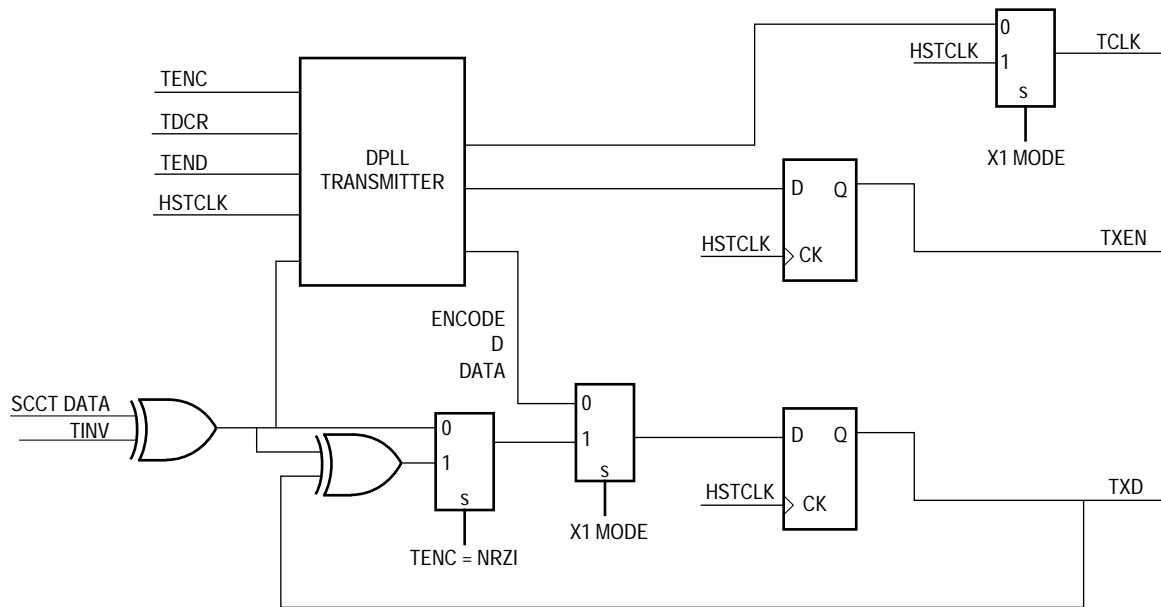 0
HSTCLK
1
TCLK
s
X1 MODE
TENC
TDCR
TEND
HSTCLK
DPLL
TRANSMITTER
D
Q
HSTCLK
CK
TXEN
ENCODE
D
DATA
SCCT DATA
TINV
0
1
s
TENC = NRZI
0
1
s
X1 MODE
D
Q
HSTCLK
CK
TXD